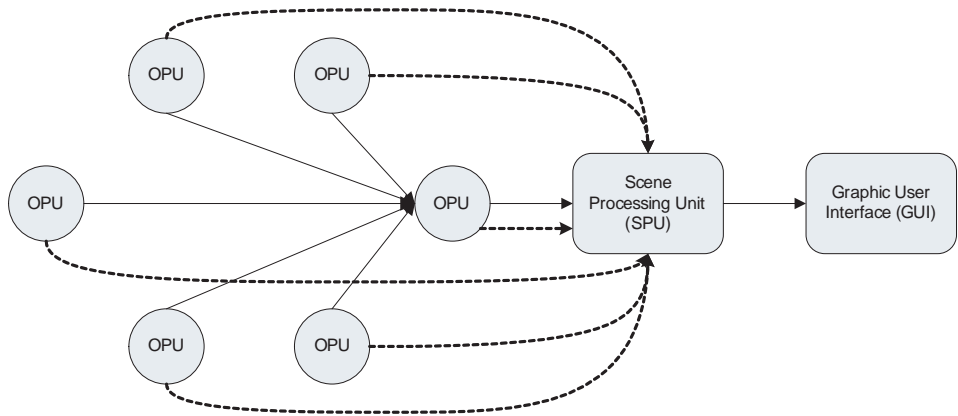 OPU
OPU
OPU
OPU
Scene
Processing Unit
(SPU)
Graphic User
Interface (GUI)
OPU
OPU